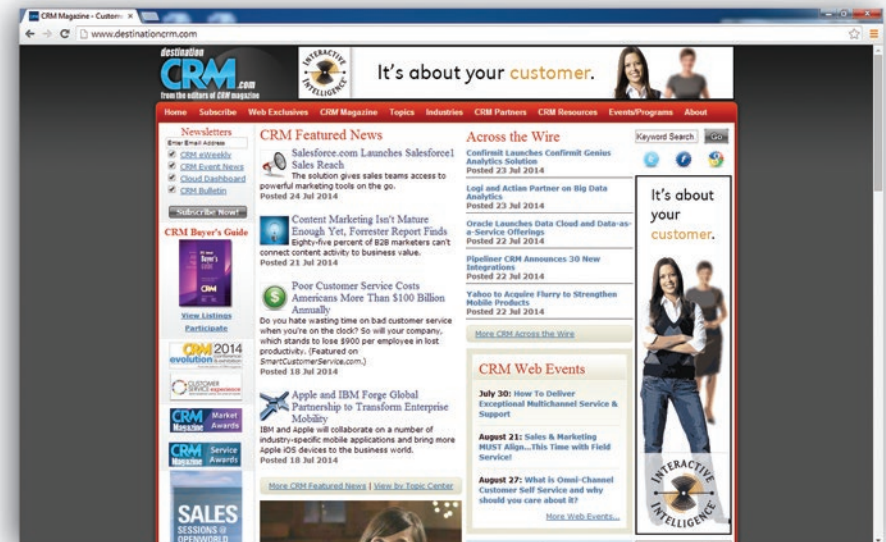 CRM Magazine - Custome
www.destinationcrm.com
destination
CRM.com
from the editors of CRM magazine
INTERACTIVE
INTELLIGENCE
It's about your customer.
Home Subscribe Web Exclusives CRM Magazine Topics Industries CRM Partners CRM Resources Events/Programs About
Newsletters
Enter Email Address
CRM eWeekly
CRM Event News
Cloud Dashboard
CRM Bulletin
Subscribe Now!
CRM Buyer's Guide
Buyer's
CRM
View Listings
Participate
CRM 2014
evolution
CUSTOMER
SERVICE experience
CRM Market
Magazine Awards
CRM Service
Magazine Awards
SALES
SESSIONS @
OPENWORLD
CRM Featured News
Salesforce.com Launches Salesforce1
Sales Reach
The solution gives sales teams access to
powerful marketing tools on the go.
Posted 24 Jul 2014
Content Marketing Isn't Mature
Enough Yet, Forrester Report Finds
Eighty-five percent of B2B marketers can't
connect content activity to business value.
Posted 21 Jul 2014
Poor Customer Service Costs
Americans More Than $100 Billion
Annually
Do you hate wasting time on bad customer service
when you're on the clock? So will your company,
which stands to lose $900 per employee in lost
productivity. (Featured on
SmartCustomerService.com.)
Posted 18 Jul 2014
Apple and IBM Forge Global
Partnership to Transform Enterprise
Mobility
IBM and Apple will collaborate on a number of
industry-specific mobile applications and bring more
Apple iOS devices to the business world.
Posted 18 Jul 2014
More CRM Featured News | View by Topic Center
Across the Wire
Confirmit Launches Confirmit Genius
Analytics Solution
Posted 23 Jul 2014
Logi and Actian Partner on Big Data
Analytics
Posted 23 Jul 2014
Oracle Launches Data Cloud and Data-as-
a-Service Offerings
Posted 22 Jul 2014
Pipeliner CRM Announces 30 New
Integrations
Posted 22 Jul 2014
Yahoo to Acquire Flurry to Strengthen
Mobile Products
Posted 22 Jul 2014
More CRM Across the Wire
CRM Web Events
July 30: How To Deliver
Exceptional Multichannel Service &
Support
August 21: Sales & Marketing
MUST Align...This Time with Field
Service!
August 27: What is Omni-Channel
Customer Self Service and why
should you care about it?
More Web Events...
Keyword Search Go
It's about
your
customer.
INTERACTIVE
INTELLIGENCE